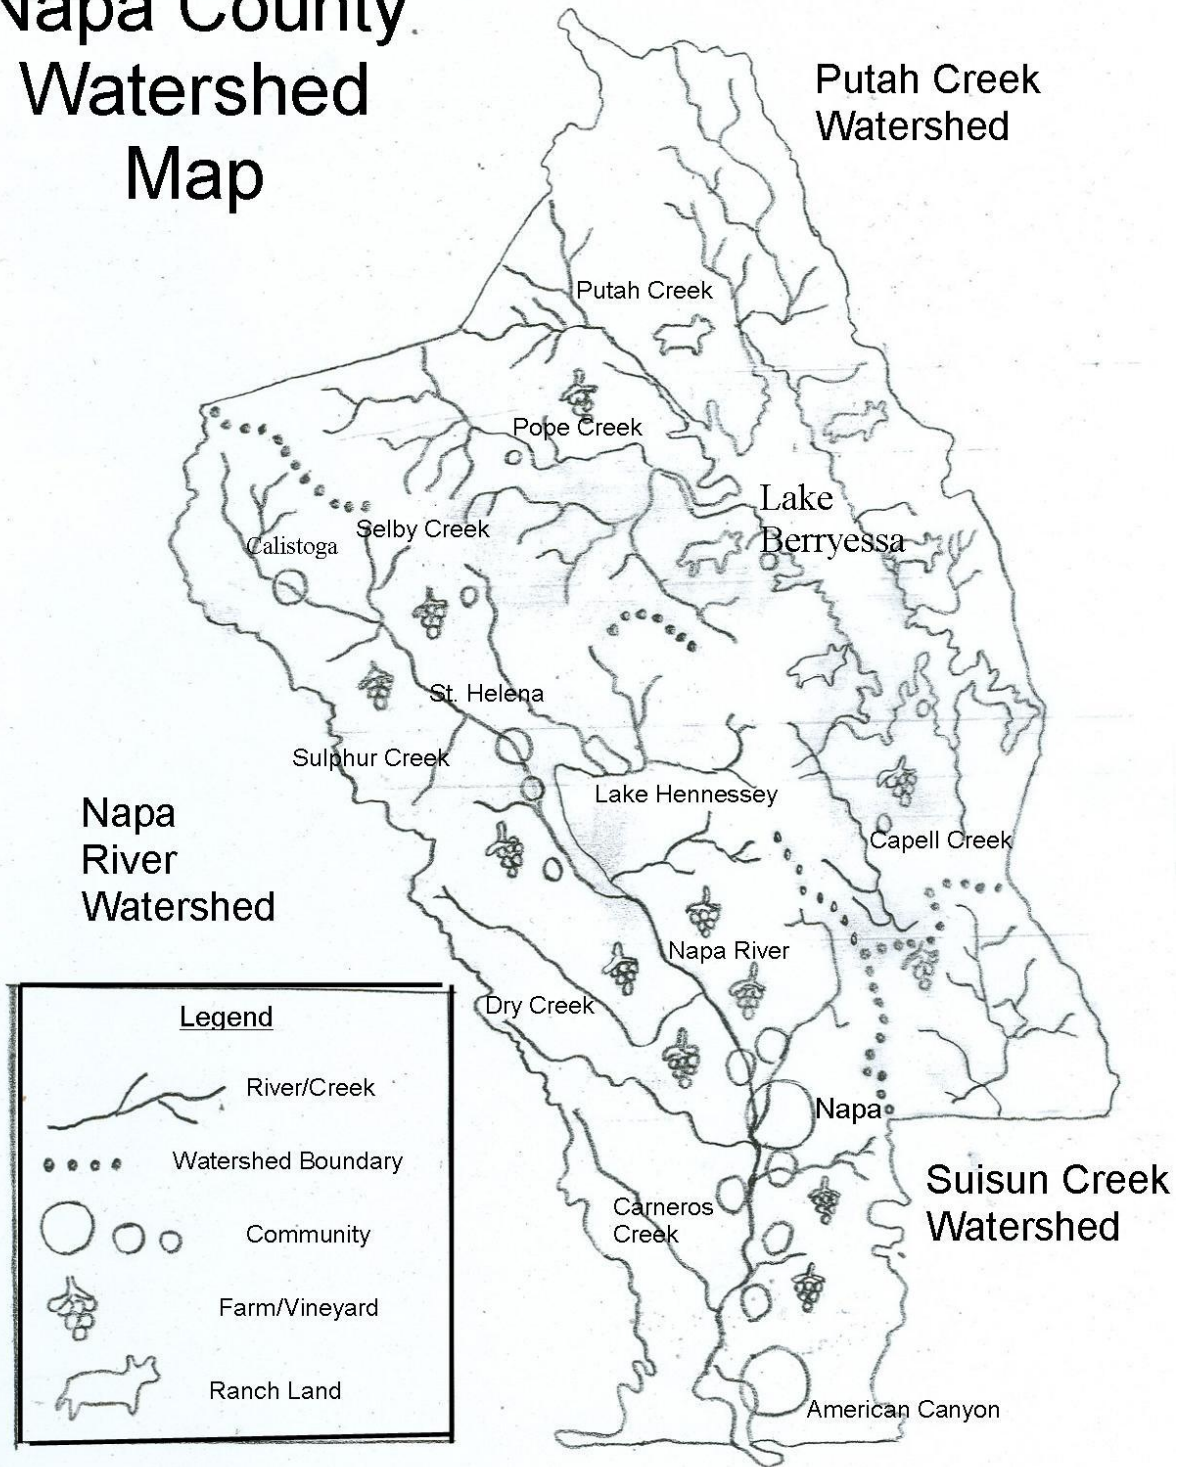 Napa County
Watershed
Map
Putah Creek
Watershed
Putah Creek
Pope Creek
Lake
Berryessa
Selby Creek
Calistoga
St. Helena
Sulphur Creek
Lake Hennessey
Capell Creek
Napa
River
Watershed
Napa River
Dry Creek
Napa
Suisun Creek
Watershed
Carneros
Creek
American Canyon
Legend
River/Creek
Watershed Boundary
Community
Farm/Vineyard
Ranch Land